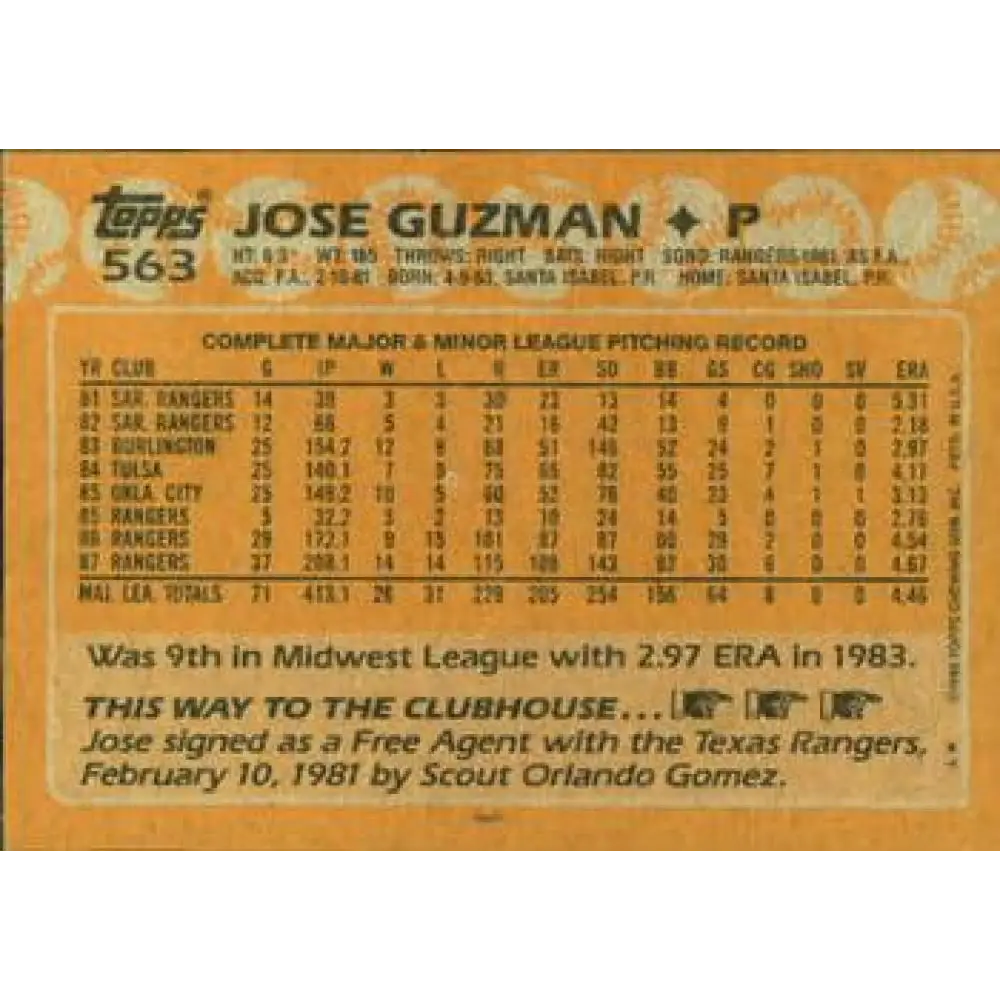 topps® JOSE GUZMAN ✦ P
563 HT: 6'3" WT: 185 THROWS: RIGHT BATS: RIGHT SGND: RANGERS-1981, AS F.A.
ACQ: F.A., 2-10-81 BORN: 4-9-63, SANTA ISABEL, P.R. HOME: SANTA ISABEL, P.R.
COMPLETE MAJOR & MINOR LEAGUE PITCHING RECORD
YR CLUB G IP W L R ER SO BB GS CG SHO SV ERA
81 SAR. RANGERS 14 39 3 3 30 23 13 14 4 0 0 0 5.31
82 SAR. RANGERS 12 66 5 4 21 16 42 13 1 0 0 2.18
83 BURLINGTON 25 154.2 12 51 52 24 2 1 0 2.97
84 TULSA 25 140.1 7 9 75 65 82 55 25 7 1 0 4.17
85 OKLA. CITY 25 149.2 10 5 60 52 76 40 23 4 1 1 3.13
85 RANGERS 5 32.2 3 2 13 10 24 14 5 0 0 0 2.76
86 RANGERS 29 172.1 9 15 101 87 87 60 29 2 0 0 4.54
87 RANGERS 37 208.1 14 14 115 143 82 30 6 0 0 4.67
MAJ. LEA. TOTALS 71 413.1 26 31 229 205 254 156 64 8 0 0 4.46
Was 9th in Midwest League with 2.97 ERA in 1983.
THIS WAY TO THE CLUBHOUSE...
Jose signed as a Free Agent with the Texas Rangers,
February 10, 1981 by Scout Orlando Gomez.